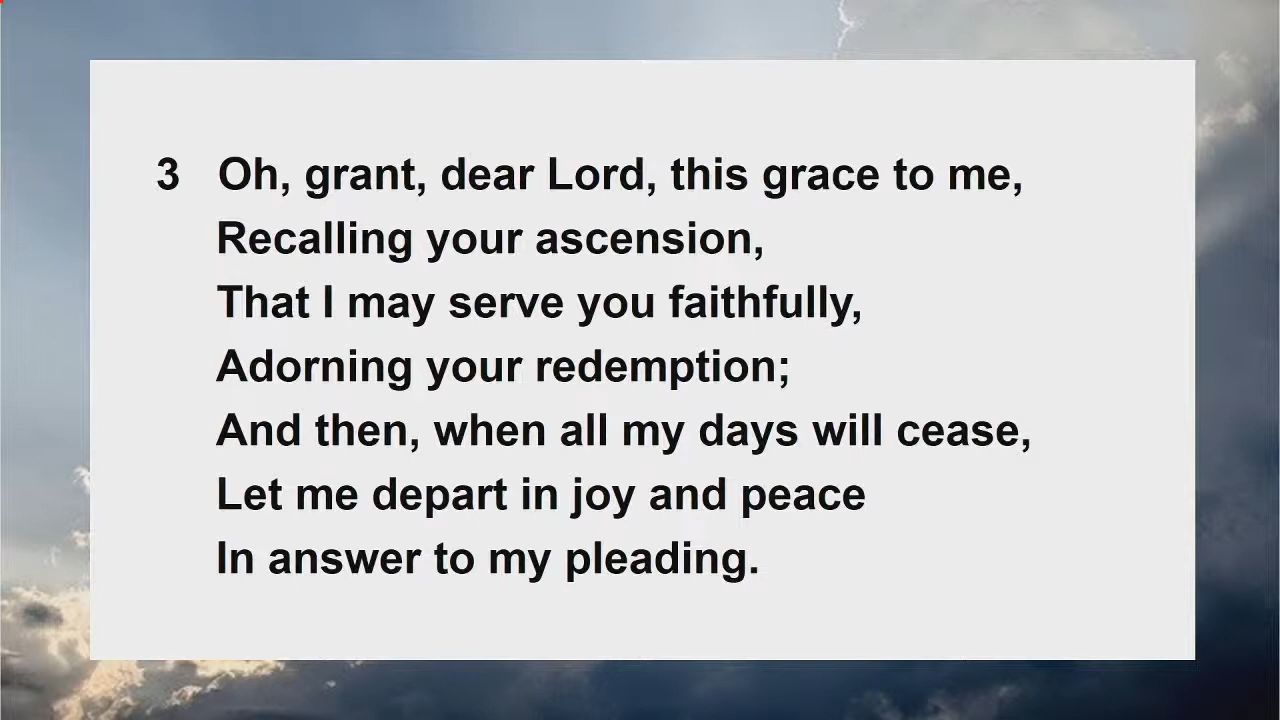 3 Oh, grant, dear Lord, this grace to me,
Recalling your ascension,
That I may serve you faithfully,
Adorning your redemption;
And then, when all my days will cease,
Let me depart in joy and peace
In answer to my pleading.